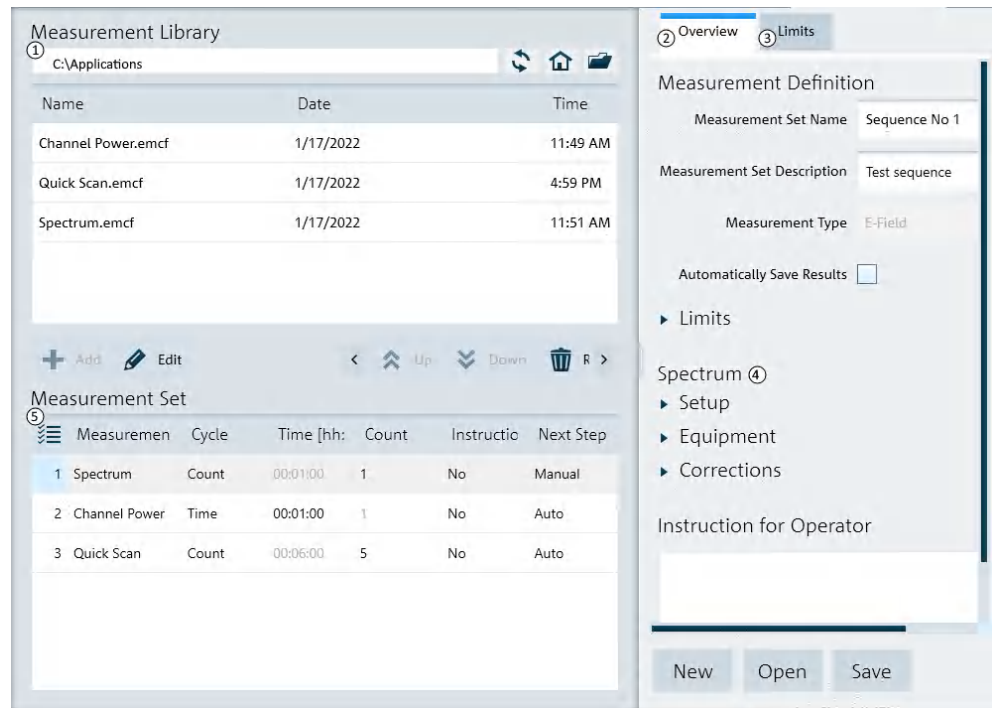 Measurement Library
① C:\Applications
Name Date Time
Channel Power.emcf 1/17/2022 11:49 AM
Quick Scan.emcf 1/17/2022 4:59 PM
Spectrum.emcf 1/17/2022 11:51 AM
Add Edit < Up Down R >
Measurement Set
⑤ Measuremen Cycle Time [hh: Count Instructio Next Step
1 Spectrum Count 00:01:00 1 No Manual
2 Channel Power Time 00:01:00 1 No Auto
3 Quick Scan Count 00:06:00 5 No Auto
② Overview ③ Limits
Measurement Definition
Measurement Set Name Sequence No 1
Measurement Set Description Test sequence
Measurement Type E-Field
Automatically Save Results
Limits
Spectrum ④
Setup
Equipment
Corrections
Instruction for Operator
New Open Save